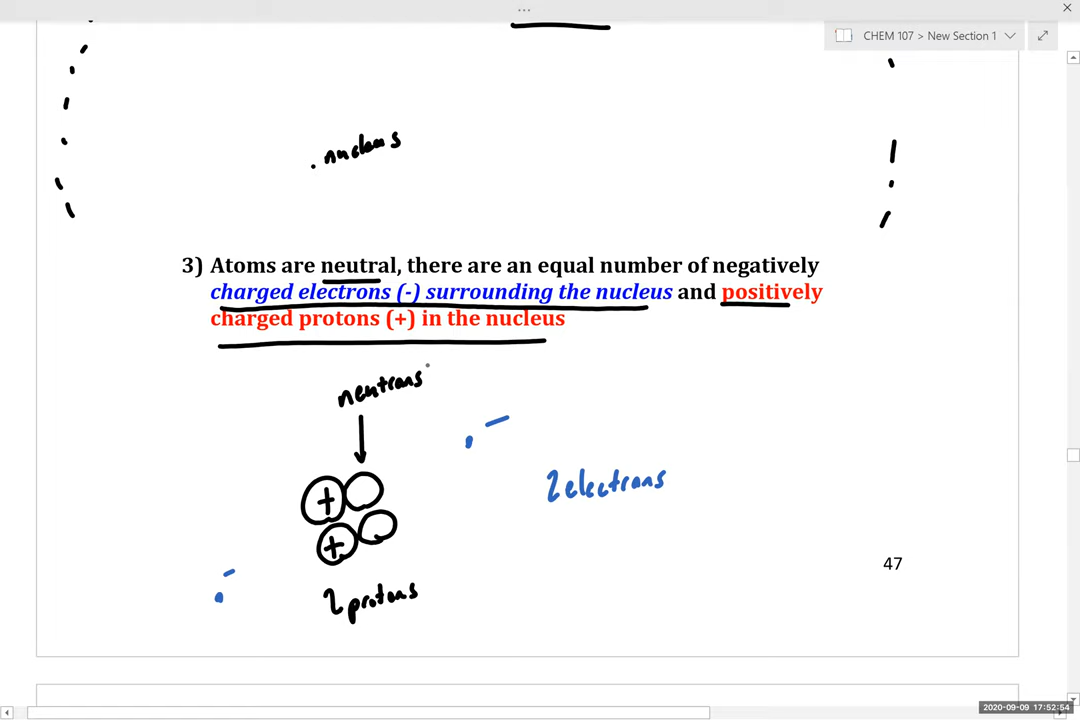 CHEM 107 > New Section 1
. nucleus
3) Atoms are neutral, there are an equal number of negatively
charged electrons (-) surrounding the nucleus and positively
charged protons (+) in the nucleus
neutrons
2 electrons
+
+
47
2 protons
2020-09-09 17:52:54